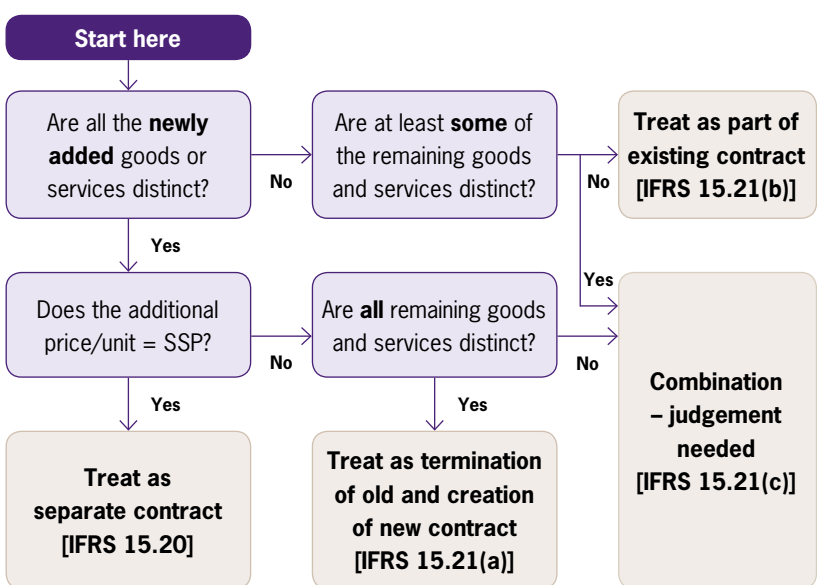 Start here
Are all the newly
added goods or
services distinct?
No
Are at least some of
the remaining goods
and services distinct?
No
Treat as part of
existing contract
[IFRS 15.21(b)]
Yes
Yes
Does the additional
price/unit = SSP?
No
Are all remaining goods
and services distinct?
No
Combination
– judgement
needed
[IFRS 15.21(c)]
Yes
Yes
Treat as
separate contract
[IFRS 15.20]
Treat as termination
of old and creation
of new contract
[IFRS 15.21(a)]